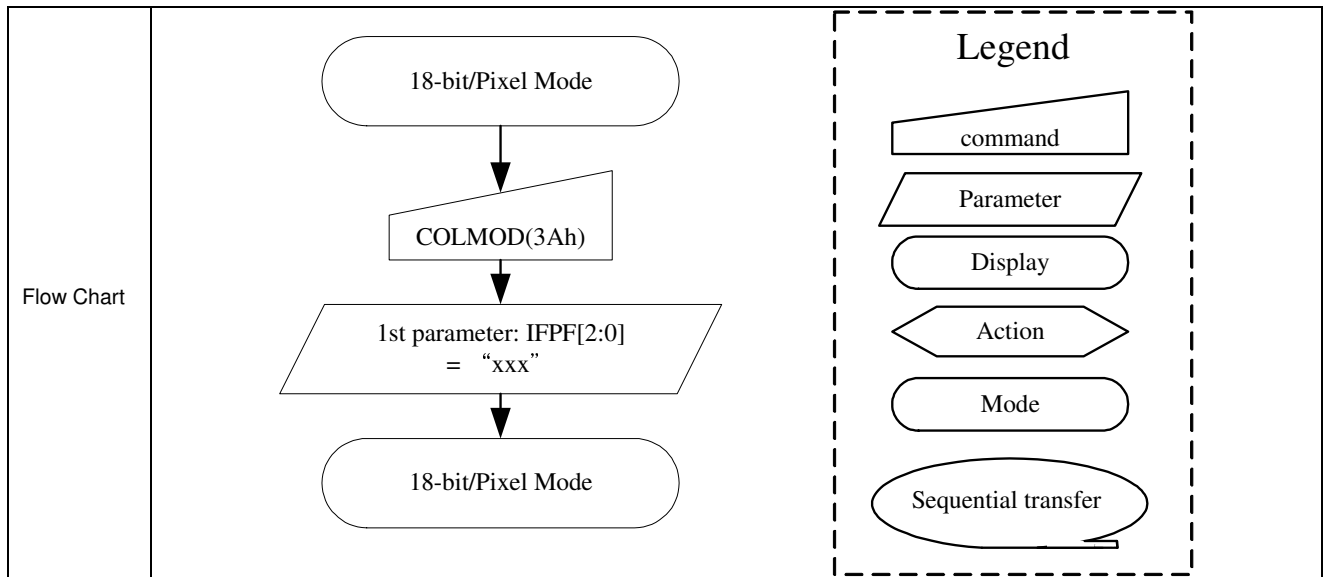 Flow Chart
18-bit/Pixel Mode
COLMOD(3Ah)
1st parameter: IFPF[2:0]
= “xxx”
18-bit/Pixel Mode
Legend
command
Parameter
Display
Action
Mode
Sequential transfer